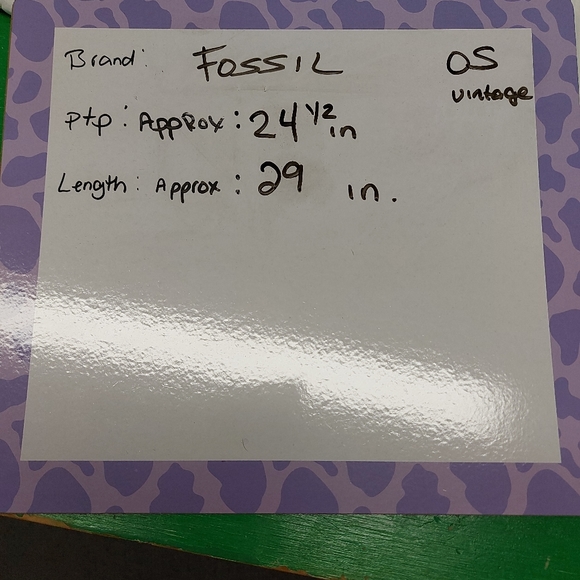 Brand: FOSSIL OS
vintage
ptp: Approx: 24 1/2 in
Length: Approx: 29 in.